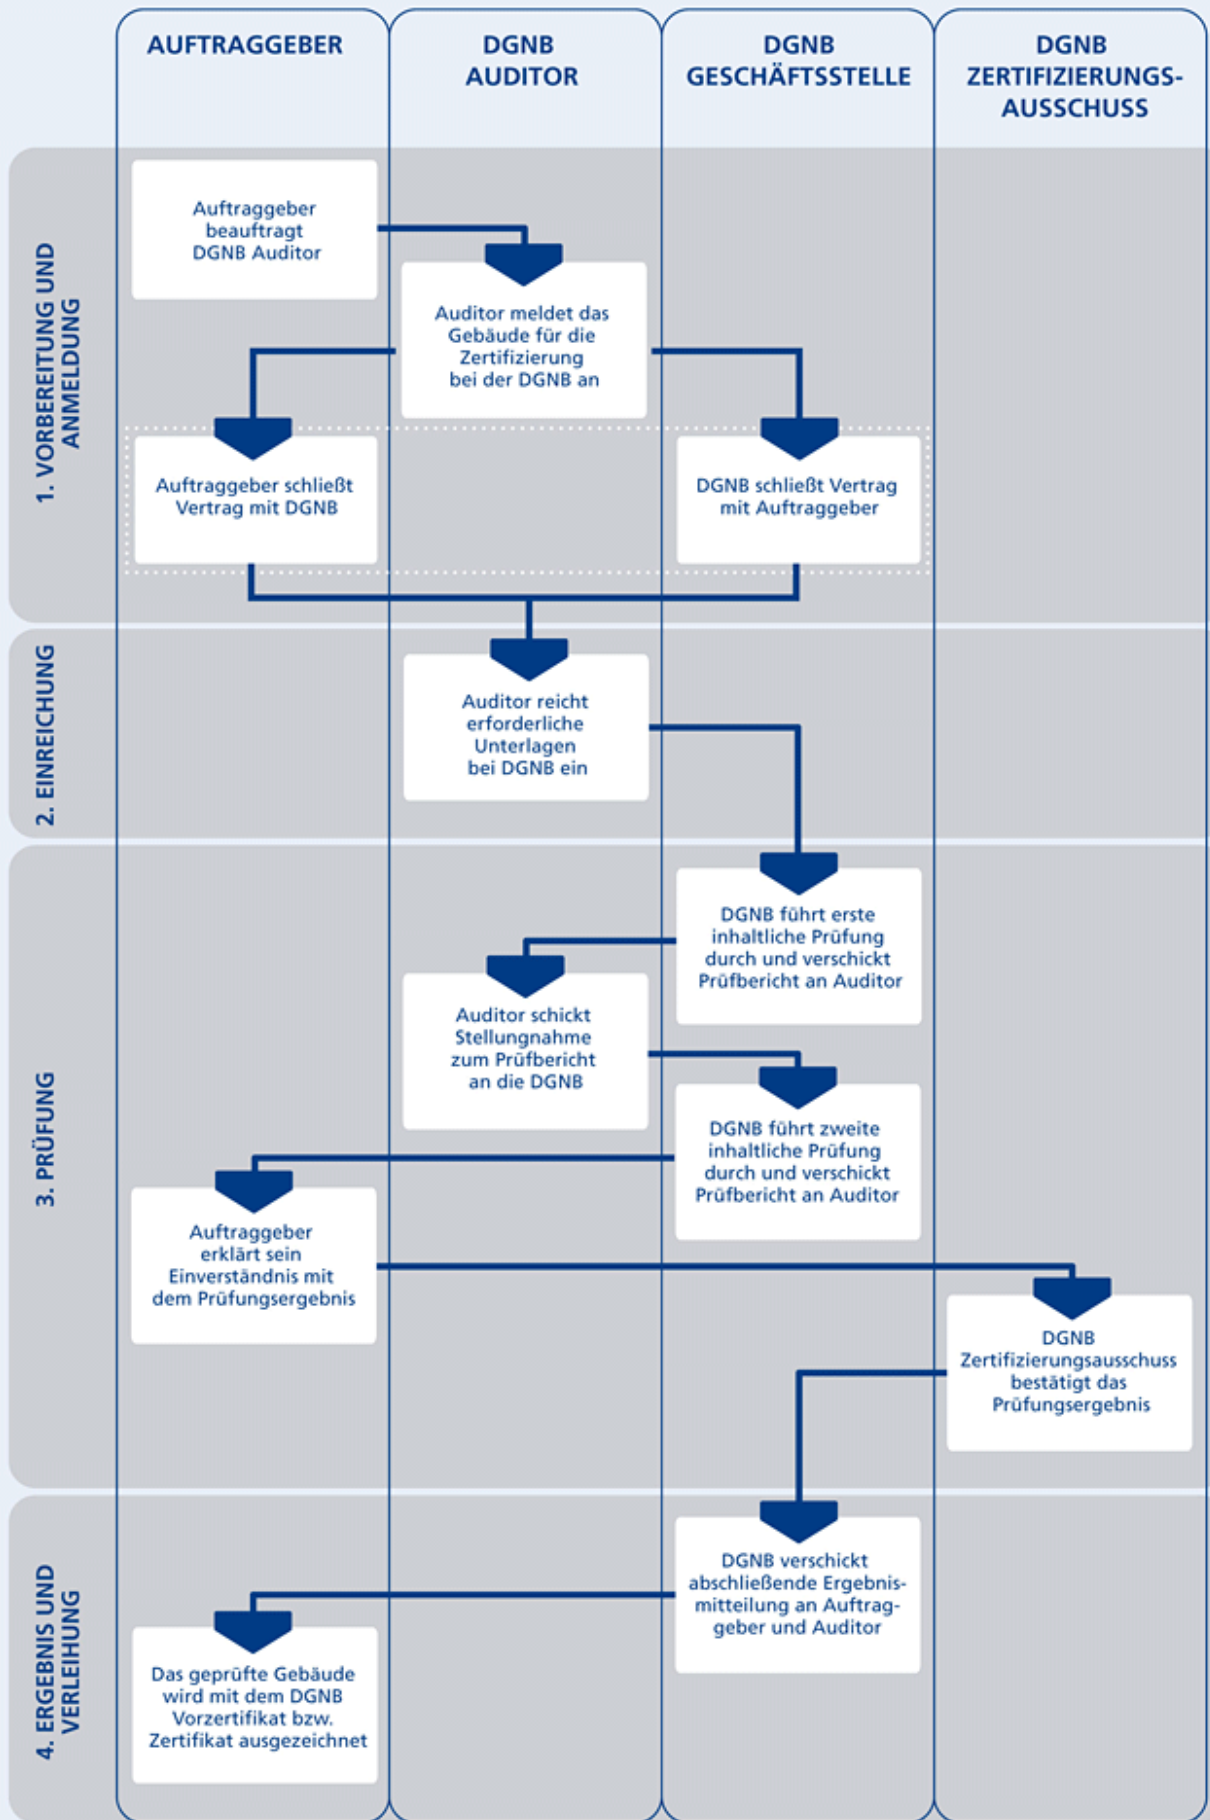 AUFTRAGGEBER
DGNB
AUDITOR
DGNB
GESCHÄFTSSTELLE
DGNB
ZERTIFIZIERUNGS-
AUSSCHUSS
1. VORBEREITUNG UND
ANMELDUNG
Auftraggeber
beauftragt
DGNB Auditor
Auditor meldet das
Gebäude für die
Zertifizierung
bei der DGNB an
Auftraggeber schließt
Vertrag mit DGNB
DGNB schließt Vertrag
mit Auftraggeber
2. EINREICHUNG
Auditor reicht
erforderliche
Unterlagen
bei DGNB ein
3. PRÜFUNG
DGNB führt erste
inhaltliche Prüfung
durch und verschickt
Prüfbericht an Auditor
Auditor schickt
Stellungnahme
zum Prüfbericht
an die DGNB
DGNB führt zweite
inhaltliche Prüfung
durch und verschickt
Prüfbericht an Auditor
Auftraggeber
erklärt sein
Einverständnis mit
dem Prüfungsergebnis
DGNB
Zertifizierungsausschuss
bestätigt das
Prüfungsergebnis
4. ERGEBNIS UND
VERLEIHUNG
DGNB verschickt
abschließende Ergebnis-
mitteilung an Auftrag-
geber und Auditor
Das geprüfte Gebäude
wird mit dem DGNB
Vorzertifikat bzw.
Zertifikat ausgezeichnet